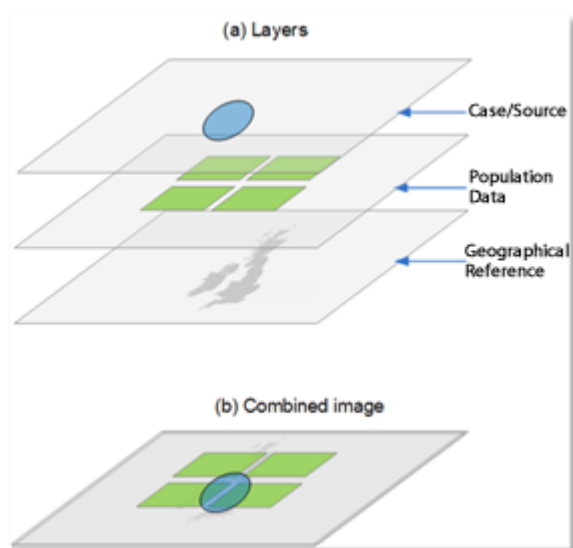 (a) Layers
Case/Source
Population
Data
Geographical
Reference
(b) Combined image